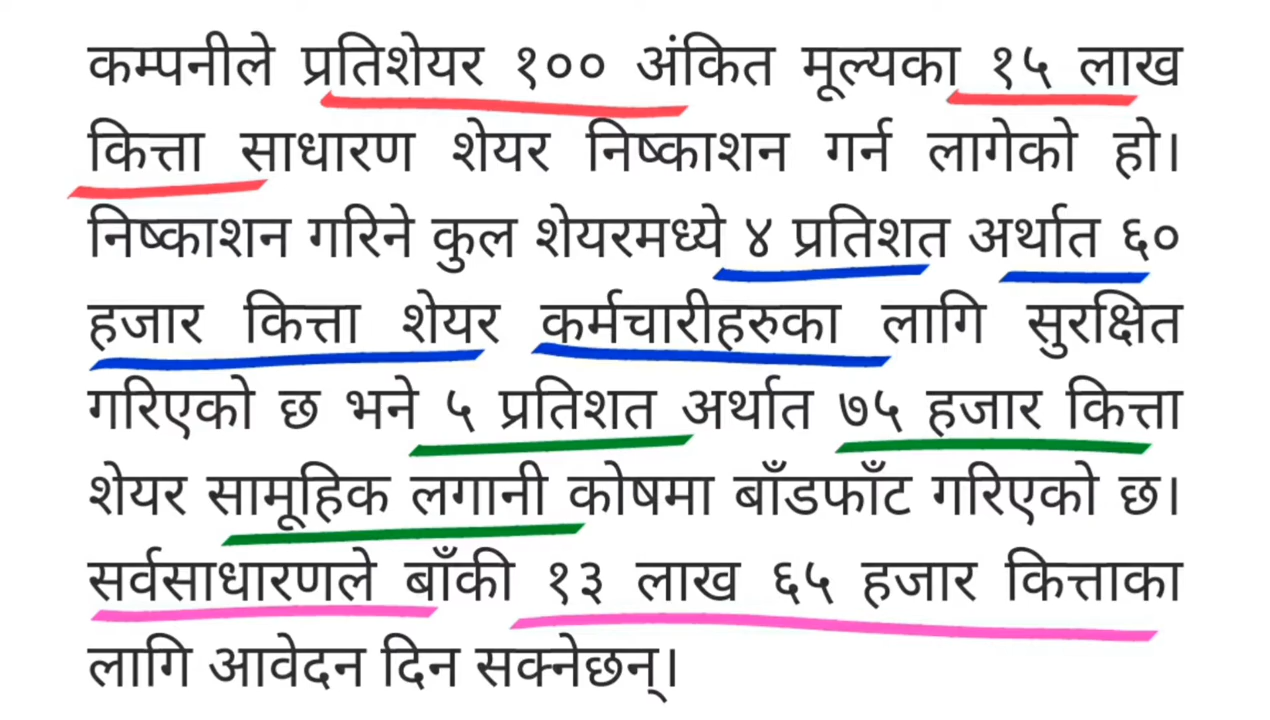 कम्पनीले प्रतिशेयर १०० अंकित मूल्यका १५ लाख
कित्ता साधारण शेयर निष्काशन गर्न लागेको हो।
निष्काशन गरिने कुल शेयरमध्ये ४ प्रतिशत अर्थात ६०
हजार कित्ता शेयर कर्मचारीहरुका लागि सुरक्षित
गरिएको छ भने ५ प्रतिशत अर्थात ७५ हजार कित्ता
शेयर सामूहिक लगानी कोषमा बाँडफाँट गरिएको छ।
सर्वसाधारणले बाँकी १३ लाख ६५ हजार कित्ताका
लागि आवेदन दिन सक्नेछन्।